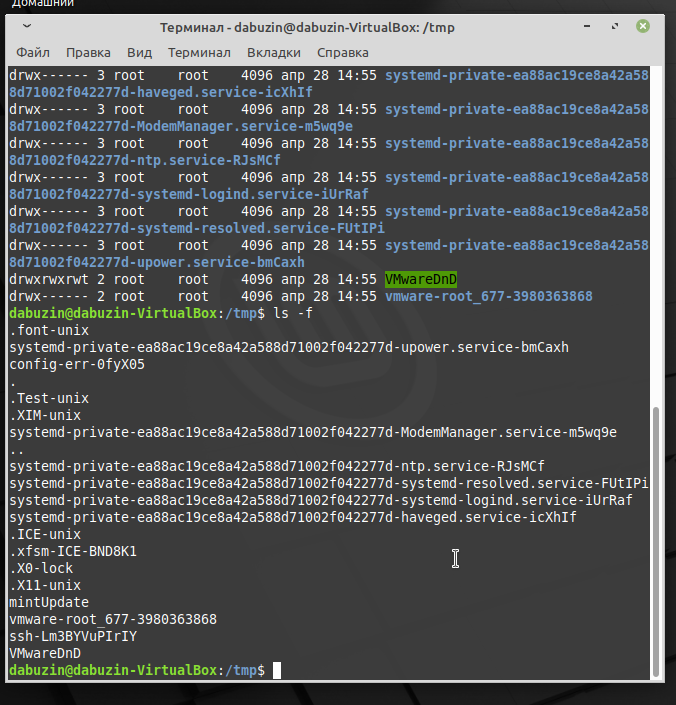 Домашний
Терминал - dabuzin@dabuzin-VirtualBox: /tmp
Файл Правка Вид Терминал Вкладки Справка
drwx------ 3 root    root    4096 апр 28 14:55 systemd-private-ea88ac19ce8a42a58
8d71002f042277d-haveged.service-icXhIf
drwx------ 3 root    root    4096 апр 28 14:55 systemd-private-ea88ac19ce8a42a58
8d71002f042277d-ModemManager.service-m5wq9e
drwx------ 3 root    root    4096 апр 28 14:55 systemd-private-ea88ac19ce8a42a58
8d71002f042277d-ntp.service-RJsMCf
drwx------ 3 root    root    4096 апр 28 14:55 systemd-private-ea88ac19ce8a42a58
8d71002f042277d-systemd-logind.service-iUrRaf
drwx------ 3 root    root    4096 апр 28 14:55 systemd-private-ea88ac19ce8a42a58
8d71002f042277d-systemd-resolved.service-FUtIPi
drwx------ 3 root    root    4096 апр 28 14:55 systemd-private-ea88ac19ce8a42a58
8d71002f042277d-upower.service-bmCaxh
drwxrwxrwt 2 root    root    4096 апр 28 14:55 VMwareDnD
drwx------ 2 root    root    4096 апр 28 14:55 vmware-root_677-3980363868
dabuzin@dabuzin-VirtualBox:/tmp$ ls -f
.font-unix
systemd-private-ea88ac19ce8a42a588d71002f042277d-upower.service-bmCaxh
config-err-0fyX05
.
.Test-unix
.XIM-unix
systemd-private-ea88ac19ce8a42a588d71002f042277d-ModemManager.service-m5wq9e
..
systemd-private-ea88ac19ce8a42a588d71002f042277d-ntp.service-RJsMCf
systemd-private-ea88ac19ce8a42a588d71002f042277d-systemd-resolved.service-FUtIPi
systemd-private-ea88ac19ce8a42a588d71002f042277d-systemd-logind.service-iUrRaf
systemd-private-ea88ac19ce8a42a588d71002f042277d-haveged.service-icXhIf
.ICE-unix
.xfsm-ICE-BND8K1
.X0-lock
.X11-unix
mintUpdate
vmware-root_677-3980363868
ssh-Lm3BYVuPIrIY
VMwareDnD
dabuzin@dabuzin-VirtualBox:/tmp$